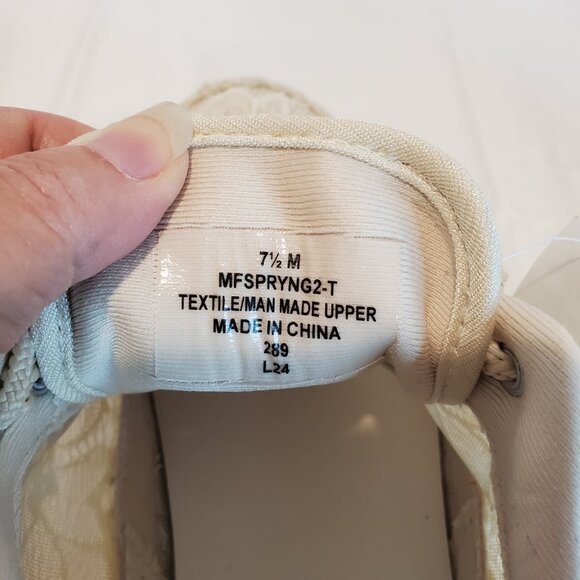 7½ M
MFSPRYNG2-T
TEXTILE/MAN MADE UPPER
MADE IN CHINA
289
L24